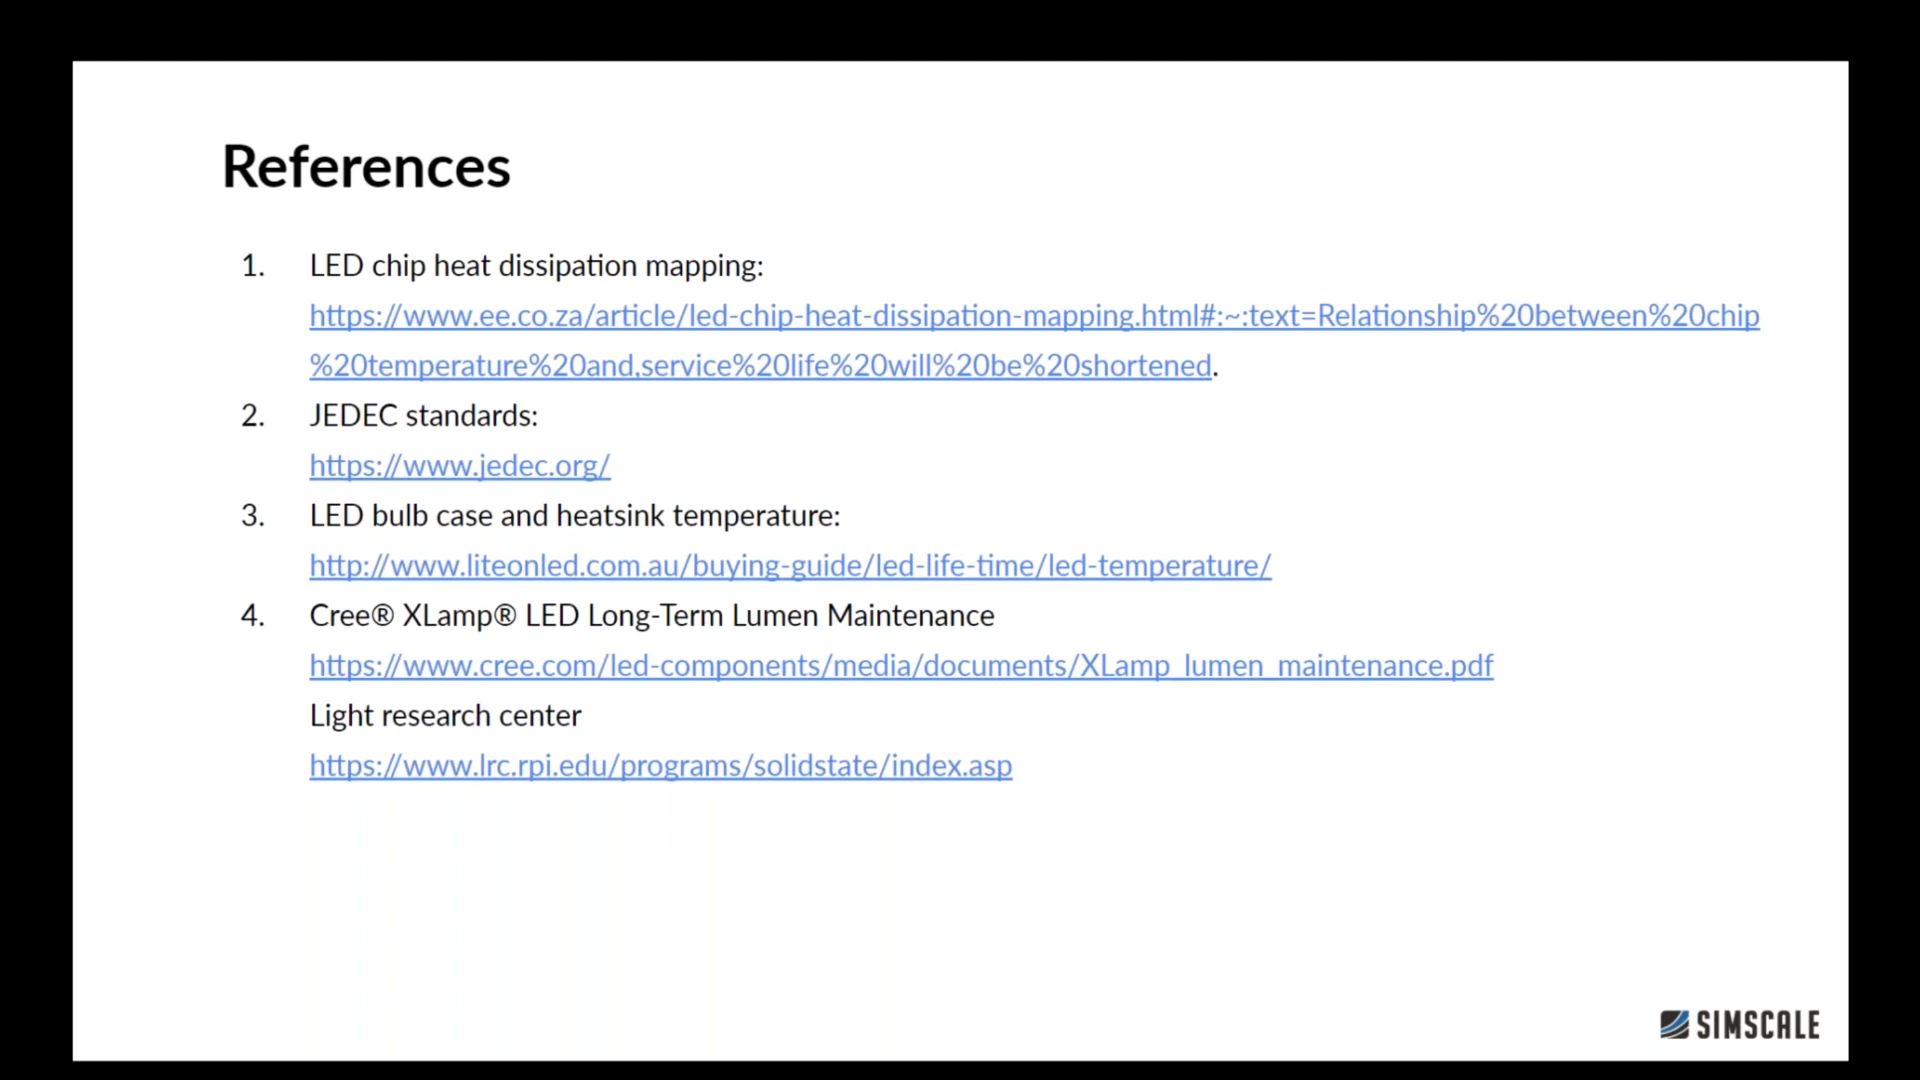 References
1. LED chip heat dissipation mapping:
https://www.ee.co.za/article/led-chip-heat-dissipation-mapping.html#:~:text=Relationship%20between%20chip
%20temperature%20and,service%20life%20will%20be%20shortened.
2. JEDEC standards:
https://www.jedec.org/
3. LED bulb case and heatsink temperature:
http://www.liteonled.com.au/buying-guide/led-life-time/led-temperature/
4. Cree® XLamp® LED Long-Term Lumen Maintenance
https://www.cree.com/led-components/media/documents/XLamp_lumen_maintenance.pdf
Light research center
https://www.lrc.rpi.edu/programs/solidstate/index.asp
SIMSCALE